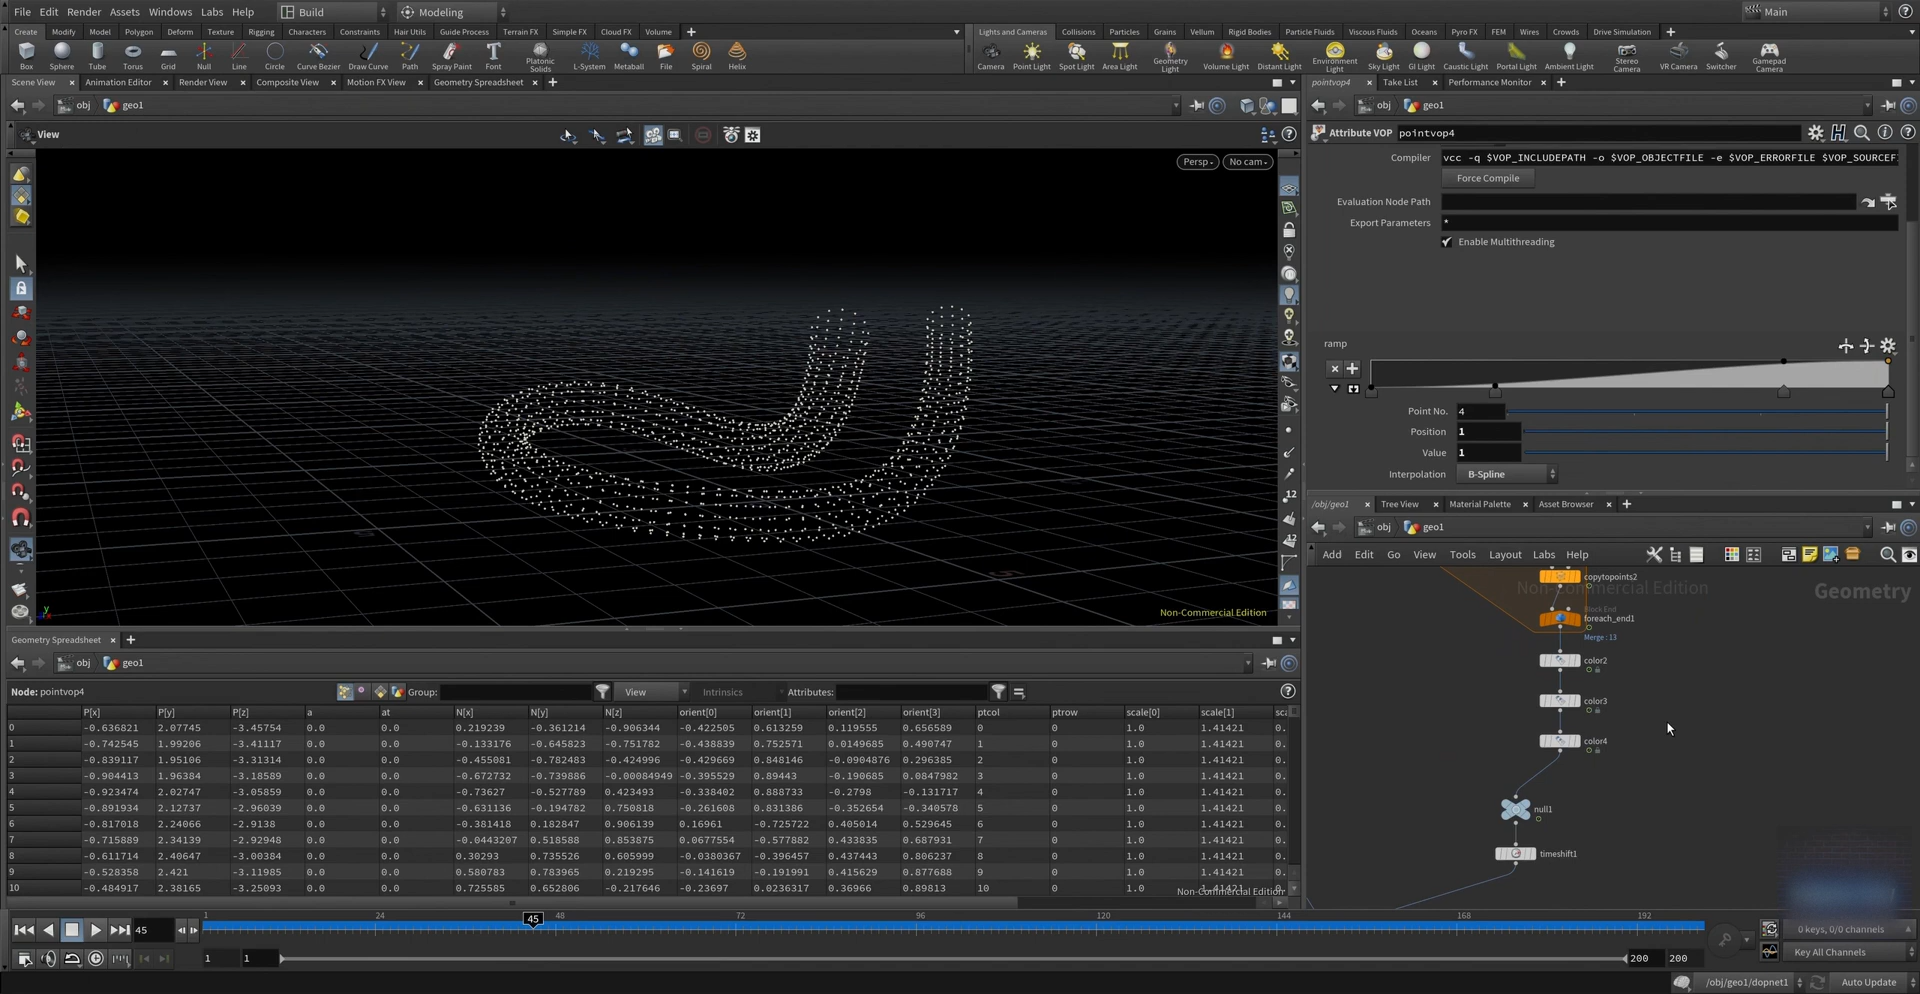 File Edit Render Assets Windows Labs Help Build Modeling Main
Create Modify Model Polygon Deform Texture Rigging Characters Constraints Hair Utils Guide Process Terrain FX Simple FX Cloud FX Volume
Lights and Cameras Collisions Particles Grains Vellum Rigid Bodies Particle Fluids Viscous Fluids Oceans Pyro FX FEM Wires Crowds Drive Simulation
Box Sphere Tube Torus Grid Null Line Circle Curve Bezier Draw Curve Path Spray Paint Font Platonic Solids L-System Metaball File Spiral Helix
Camera Point Light Spot Light Area Light Geometry Light Volume Light Distant Light Environment Light Sky Light GI Light Caustic Light Portal Light Ambient Light Stereo Camera VR Camera Switcher Gamepad Camera
Scene View Animation Editor Render View Composite View Motion FX View Geometry Spreadsheet
obj geo1
View
Persp No cam
12
12
Non-Commercial Edition
pointvop4 Take List Performance Monitor
obj geo1
Attribute VOP pointvop4
Compiler vcc -q $VOP_INCLUDEPATH -o $VOP_OBJECTFILE -e $VOP_ERRORFILE $VOP_SOURCEF
Force Compile
Evaluation Node Path
Export Parameters *
Enable Multithreading
ramp
Point No. 4
Position 1
Value 1
Interpolation B-Spline
/obj/geo1 Tree View Material Palette Asset Browser
obj geo1
Add Edit Go View Tools Layout Labs Help
Non-Commercial Edition
Geometry
copytopoints2
Block End
foreach_end1
Merge : 13
color2
color3
color4
null1
timeshift1
Geometry Spreadsheet
obj geo1
Node: pointvop4 Group: View Intrinsics Attributes:
P[x] P[y] P[z] a at N[x] N[y] N[z] orient[0] orient[1] orient[2] orient[3] ptcol ptrow scale[0] scale[1] sca
0 -0.636821 2.07745 -3.45754 0.0 0.0 0.219239 -0.361214 -0.906344 -0.422505 0.613259 0.119555 0.656589 0 0 1.0 1.41421 0.
1 -0.742545 1.99206 -3.41117 0.0 0.0 -0.133176 -0.645823 -0.751782 -0.438839 0.752571 0.0149685 0.490747 1 0 1.0 1.41421 0.
2 -0.839117 1.95106 -3.31314 0.0 0.0 -0.455081 -0.782483 -0.424996 -0.429669 0.848146 -0.0904876 0.296385 2 0 1.0 1.41421 0.
3 -0.904413 1.96384 -3.18589 0.0 0.0 -0.672732 -0.739886 -0.00084949 -0.395529 0.89443 -0.190685 0.0847982 3 0 1.0 1.41421 0.
4 -0.923474 2.02747 -3.05859 0.0 0.0 -0.73627 -0.527789 0.423493 -0.338402 0.888733 -0.2798 -0.131717 4 0 1.0 1.41421 0.
5 -0.891934 2.12737 -2.96039 0.0 0.0 -0.631136 -0.194782 0.750818 -0.261608 0.831386 -0.352654 -0.340578 5 0 1.0 1.41421 0.
6 -0.817018 2.24066 -2.9138 0.0 0.0 -0.381418 0.182847 0.906139 0.16961 -0.725722 0.405014 0.529645 6 0 1.0 1.41421 0.
7 -0.715889 2.34139 -2.92948 0.0 0.0 -0.0443207 0.518588 0.853875 0.0677554 -0.577882 0.433835 0.687931 7 0 1.0 1.41421 0.
8 -0.611714 2.40647 -3.00384 0.0 0.0 0.30293 0.735526 0.605999 -0.0380367 -0.396457 0.437443 0.806237 8 0 1.0 1.41421 0.
9 -0.528358 2.421 -3.11985 0.0 0.0 0.580783 0.783965 0.219295 -0.141619 -0.191991 0.415629 0.877688 9 0 1.0 1.41421 0.
10 -0.484917 2.38165 -3.25093 0.0 0.0 0.725585 0.652806 -0.217646 -0.23697 0.0236317 0.36966 0.89813 10 0 1.0 1.41421 0.
Non-Commercial Edition
45 1 24 45 48 72 96 120 144 168 192
0 keys, 0/0 channels
1 1 200 200
Key All Channels
/obj/geo1/dopnet1 Auto Update